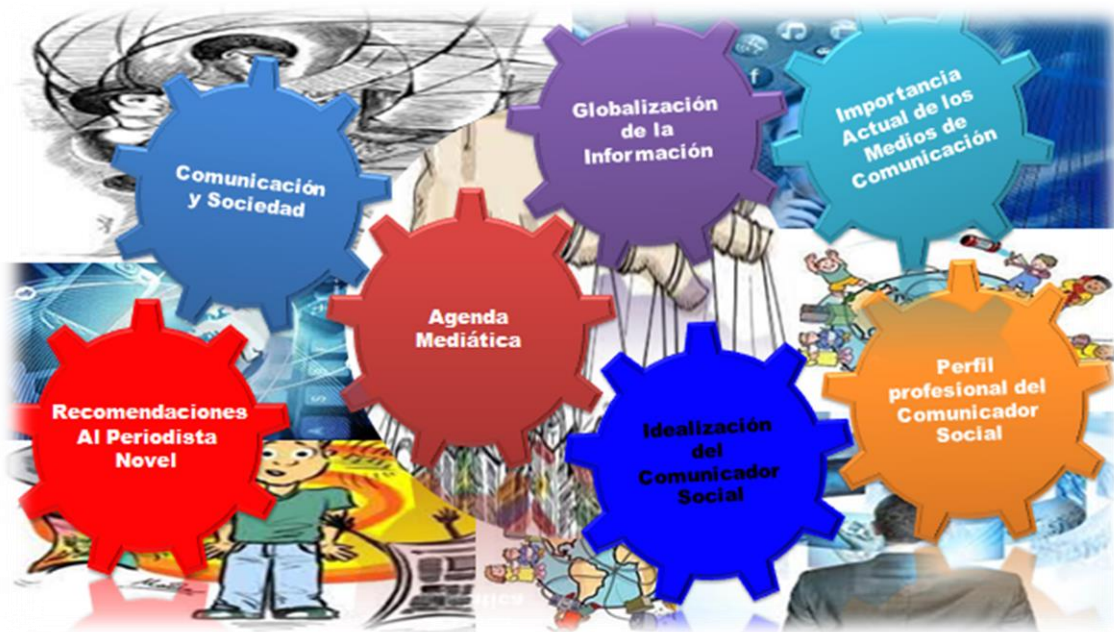 Comunicación
y Sociedad
Globalización
de la
Información
Importancia
Actual de los
Medios de
Comunicación
Agenda
Mediática
Recomendaciones
Al Periodista
Novel
Idealización
del
Comunicador
Social
Perfil
profesional del
Comunicador
Social